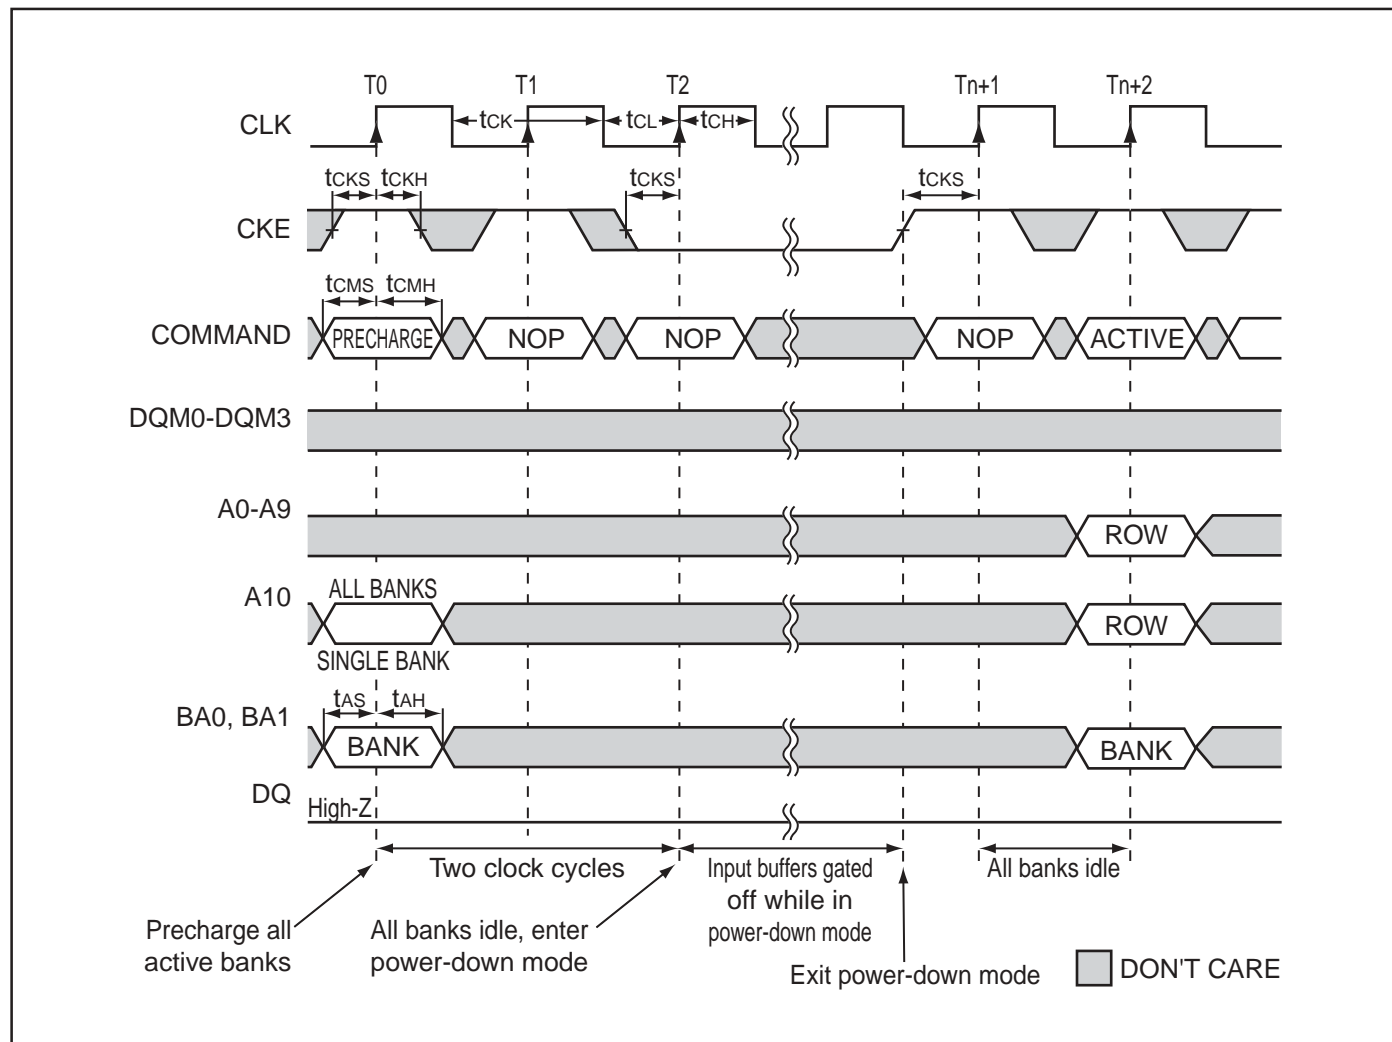 T0 T1 T2 Tn+1 Tn+2
CLK tCK tCL tCH
tCKS tCKH tCKS tCKS
CKE
tCMS tCMH
COMMAND PRECHARGE NOP NOP NOP ACTIVE
DQM0-DQM3
A0-A9 ROW
ALL BANKS
A10 ROW
SINGLE BANK
tAS tAH
BA0, BA1 BANK BANK
DQ
High-Z
Two clock cycles
Input buffers gated
off while in
power-down mode
All banks idle
Precharge all
active banks
All banks idle, enter
power-down mode
Exit power-down mode
DON'T CARE